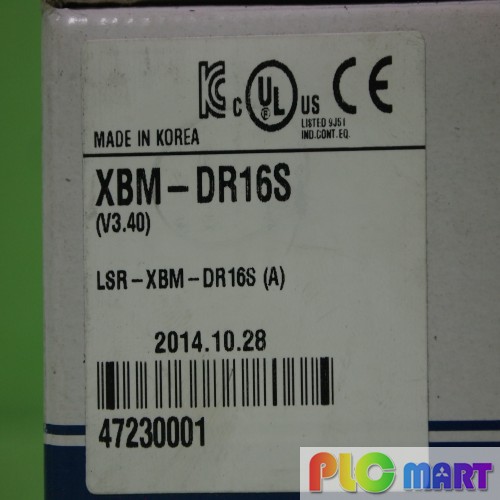 C UL US CE
LISTED 9J51
IND.CONT.EQ.
MADE IN KOREA
XBM-DR16S
(V3.40)
LSR-XBM-DR16S (A)
2014.10.28
47230001
PLC MART